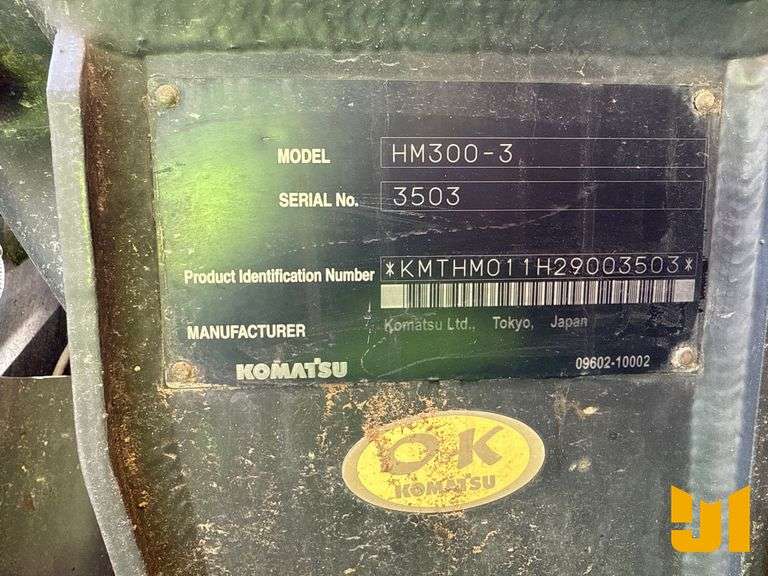 MODEL HM300-3
SERIAL No. 3503
Product Identification Number *KMTHM011H29003503*
MANUFACTURER Komatsu Ltd., Tokyo, Japan
KOMATSU 09602-10002
OK
KOMATSU